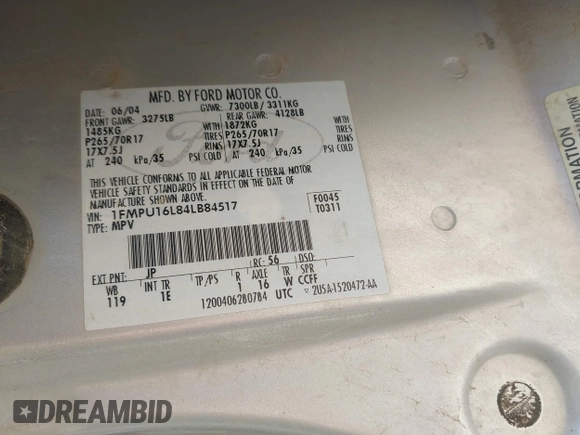 MFD. BY FORD MOTOR CO.
DATE: 06/04 GVWR: 7300LB/ 3311KG
FRONT GAWR: 3275LB REAR GAWR: 4128LB
1485KG WITH 1872KG WITH
P265/70R17 TIRES P265/70R17 TIRES
17X7.5J RIMS 17X7.5J RIMS
AT 240 kPa/35 PSI COLD AT 240 kPa/35 PSI COLD
THIS VEHICLE CONFORMS TO ALL APPLICABLE FEDERAL MOTOR
VEHICLE SAFETY STANDARDS IN EFFECT ON THE DATE OF
MANUFACTURE SHOWN ABOVE.
VIN: 1FMPU16L84LB84517 F0045
TYPE: MPV T0311
EXT PNT: JP RC: 56 DSO:
WB INT TR TP/PS R AXLE TR SPR
119 1E 1 16 W CCFF
1200406280784 UTC 2U5A-1520472-AA
Ford
RMATION
DREAMBID